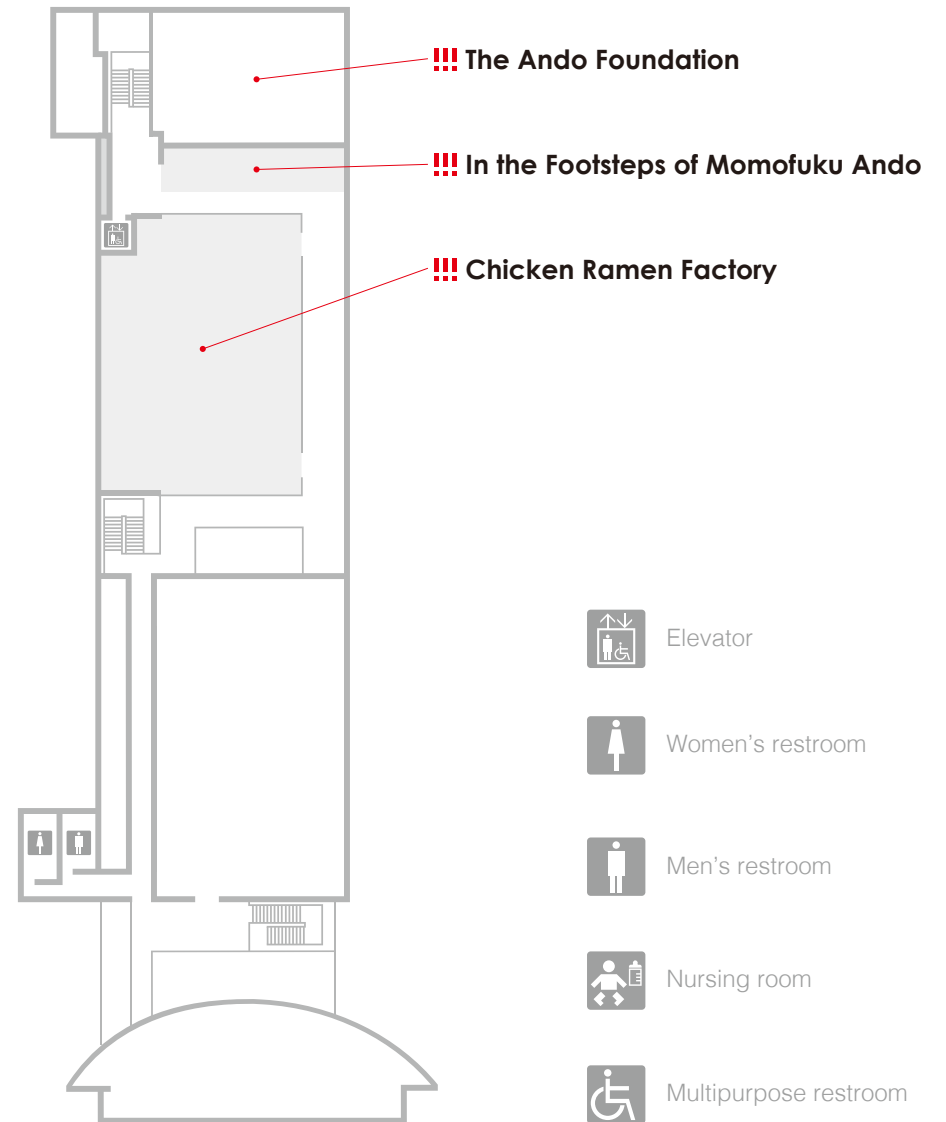 !!! The Ando Foundation
!!! In the Footsteps of Momofuku Ando
!!! Chicken Ramen Factory
Elevator
Women's restroom
Men's restroom
Nursing room
Multipurpose restroom